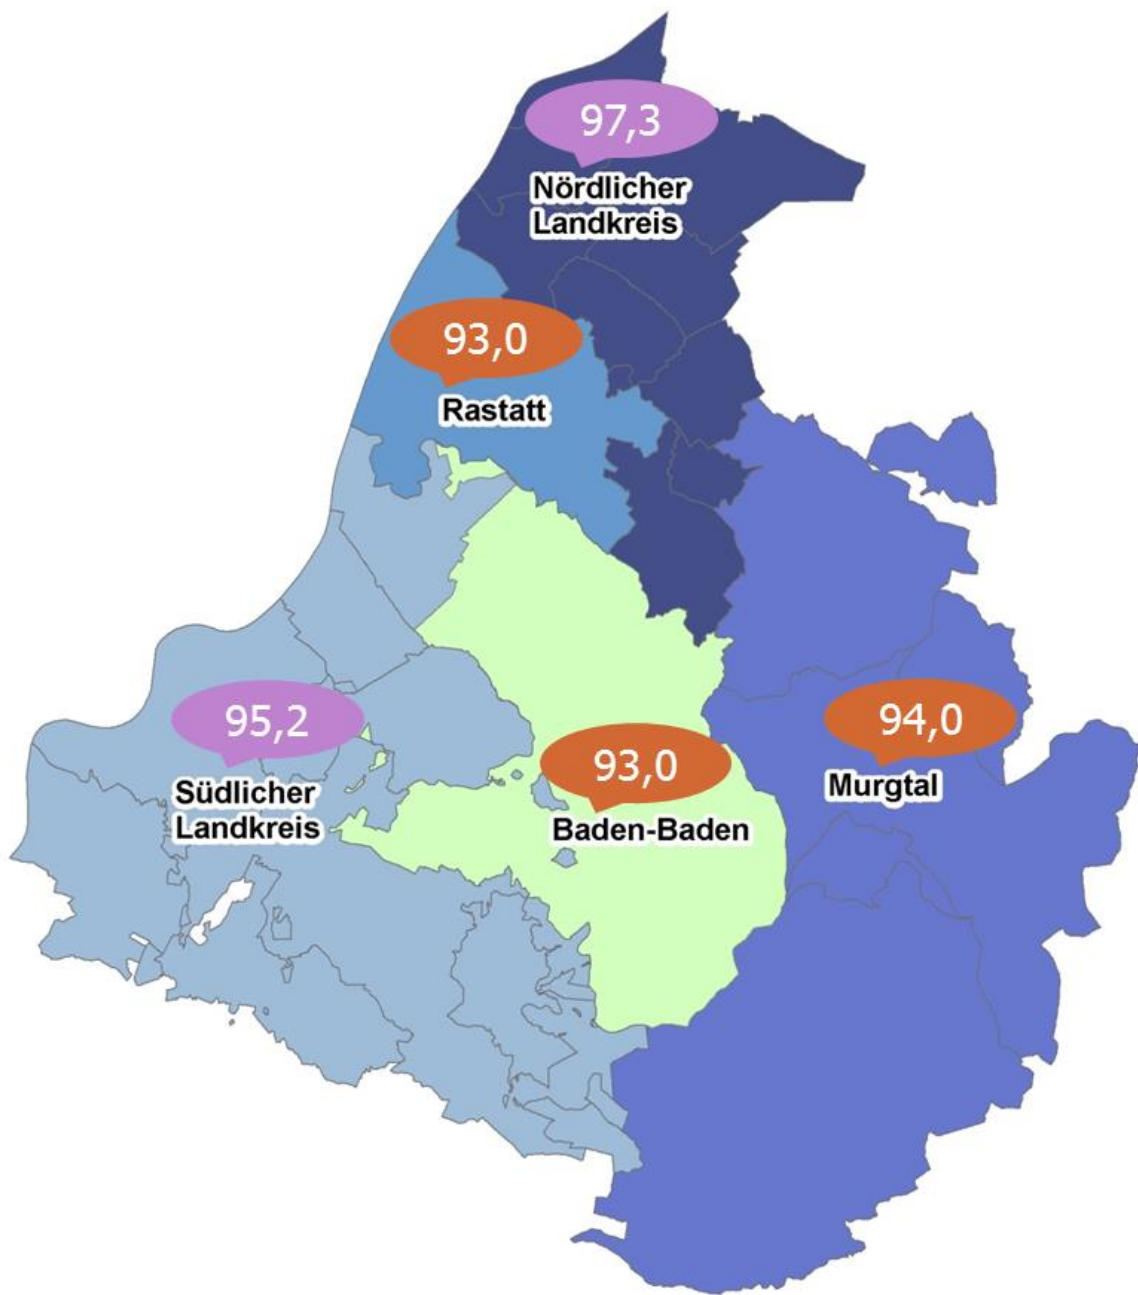 97,3
Nördlicher
Landkreis
93,0
Rastatt
95,2
Südlicher
Landkreis
93,0
Baden-Baden
94,0
Murgtal